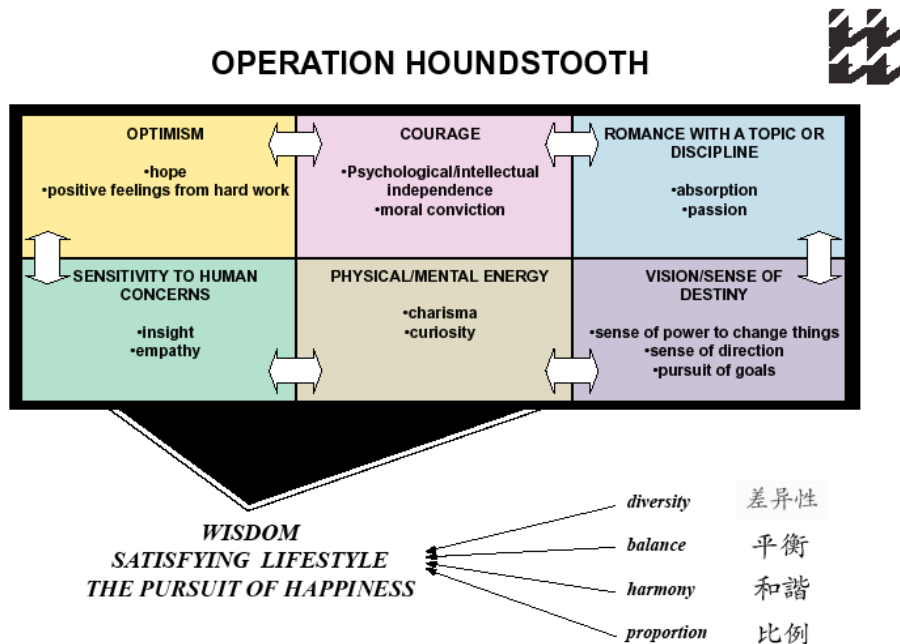 OPERATION HOUNDSTOOTH
OPTIMISM
•hope
•positive feelings from hard work
COURAGE
•Psychological/intellectual
independence
•moral conviction
ROMANCE WITH A TOPIC OR
DISCIPLINE
•absorption
•passion
SENSITIVITY TO HUMAN
CONCERNS
•insight
•empathy
PHYSICAL/MENTAL ENERGY
•charisma
•curiosity
VISION/SENSE OF
DESTINY
•sense of power to change things
•sense of direction
•pursuit of goals
WISDOM
SATISFYING LIFESTYLE
THE PURSUIT OF HAPPINESS
diversity 差异性
balance 平衡
harmony 和諧
proportion 比例